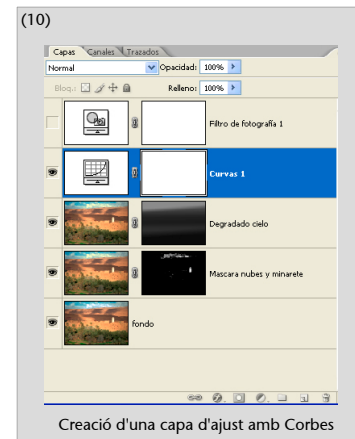 (10)
Capas Canales Trazados
Normal Opacidad: 100%
Bloq.: Relleno: 100%
Filtro de fotografía 1
Curvas 1
Degradado cielo
Mascara nubes y minarete
fondo
Creació d'una capa d'ajust amb Corbes